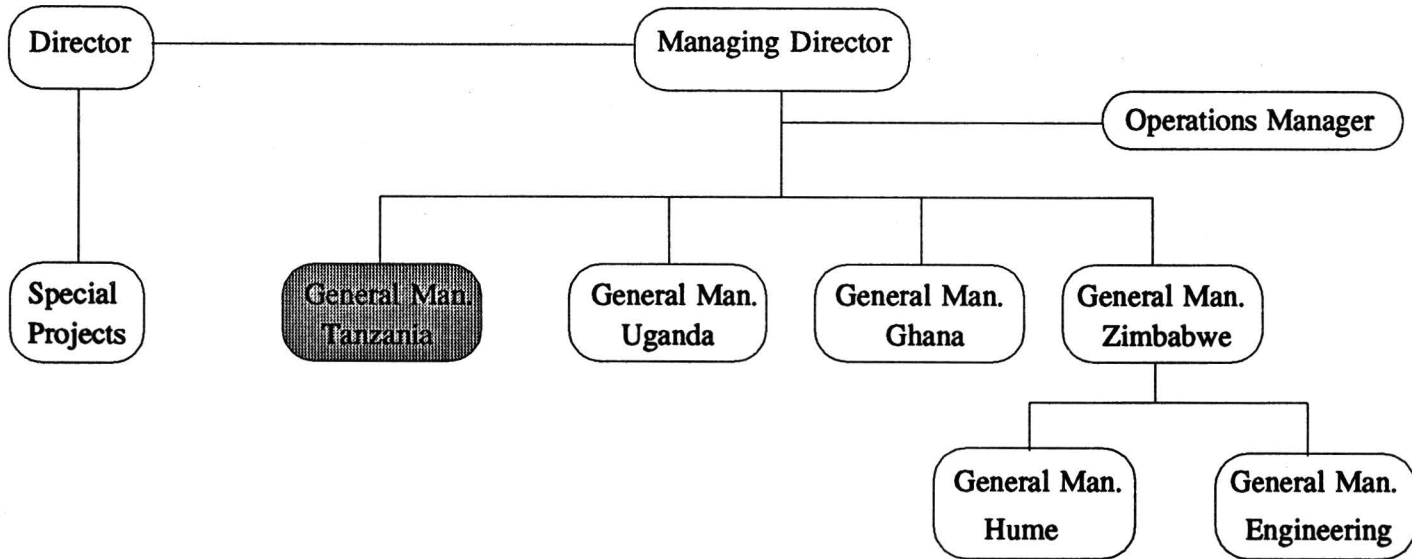 Director
Managing Director
Operations Manager
Special
Projects
General Man.
Tanzania
General Man.
Uganda
General Man.
Ghana
General Man.
Zimbabwe
General Man.
Hume
General Man.
Engineering